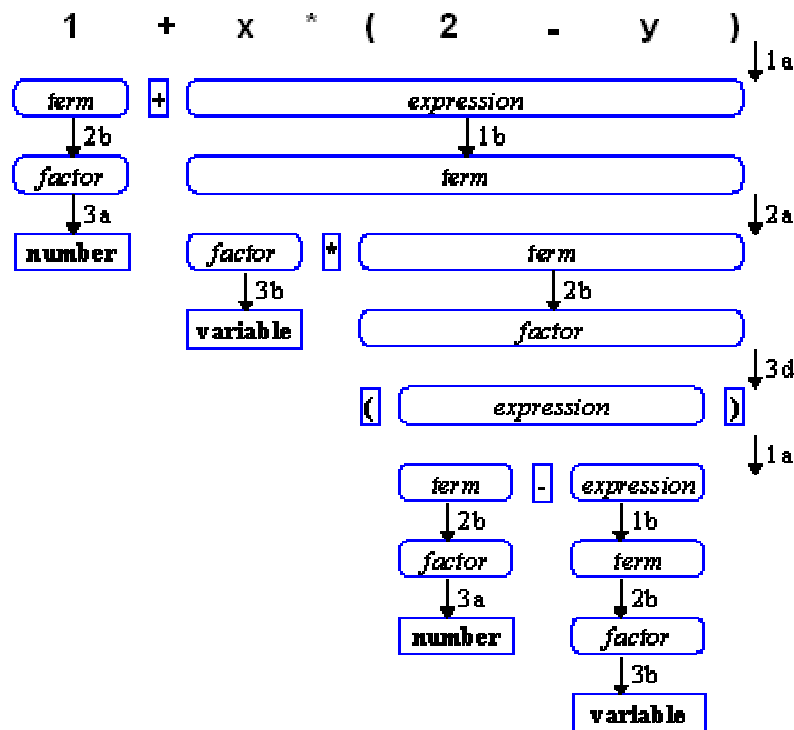 1 + x * ( 2 - y )
1a
term + expression
2b 1b
factor term
3a 2a
number factor * term
3b 2b
variable factor
3d
( expression )
1a
term - expression
2b 1b
factor term
3a 2b
number factor
3b
variable